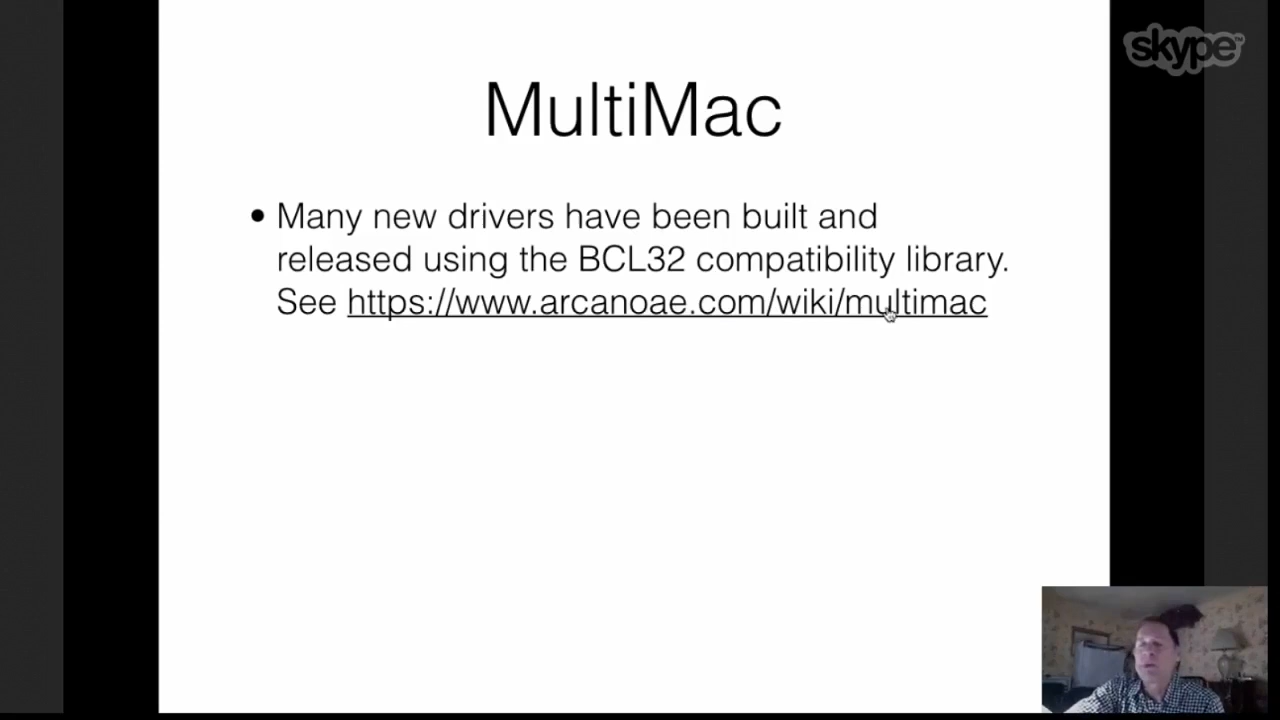 skype™
MultiMac
• Many new drivers have been built and
released using the BCL32 compatibility library.
See https://www.arcanoae.com/wiki/multimac